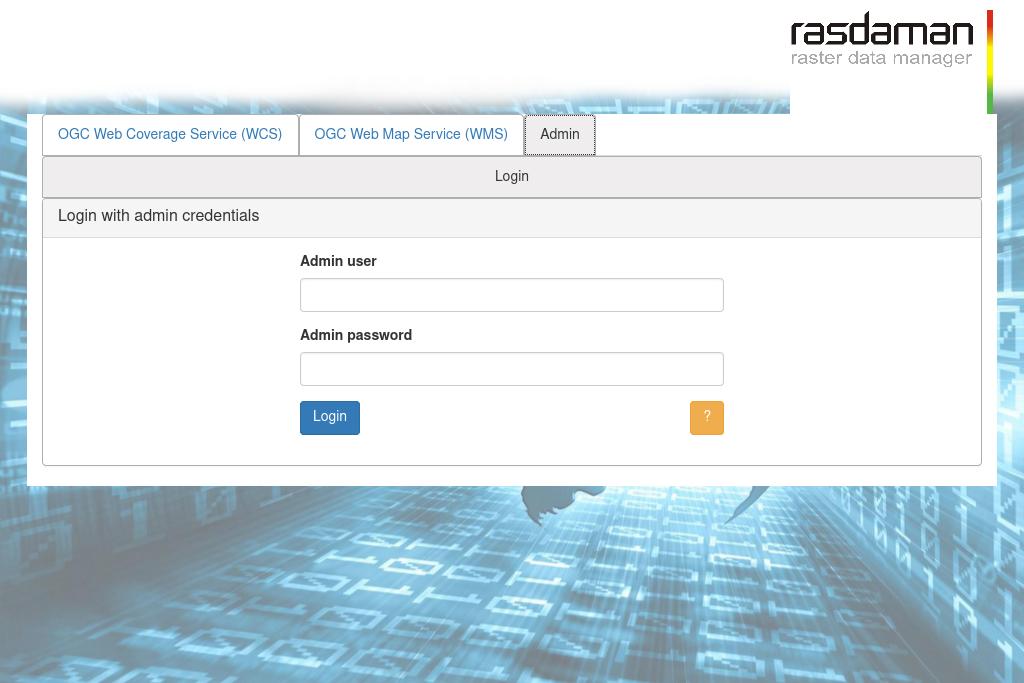 rasdaman
raster data manager
OGC Web Coverage Service (WCS)
OGC Web Map Service (WMS)
Admin
Login
Login with admin credentials
Admin user
Admin password
Login
?